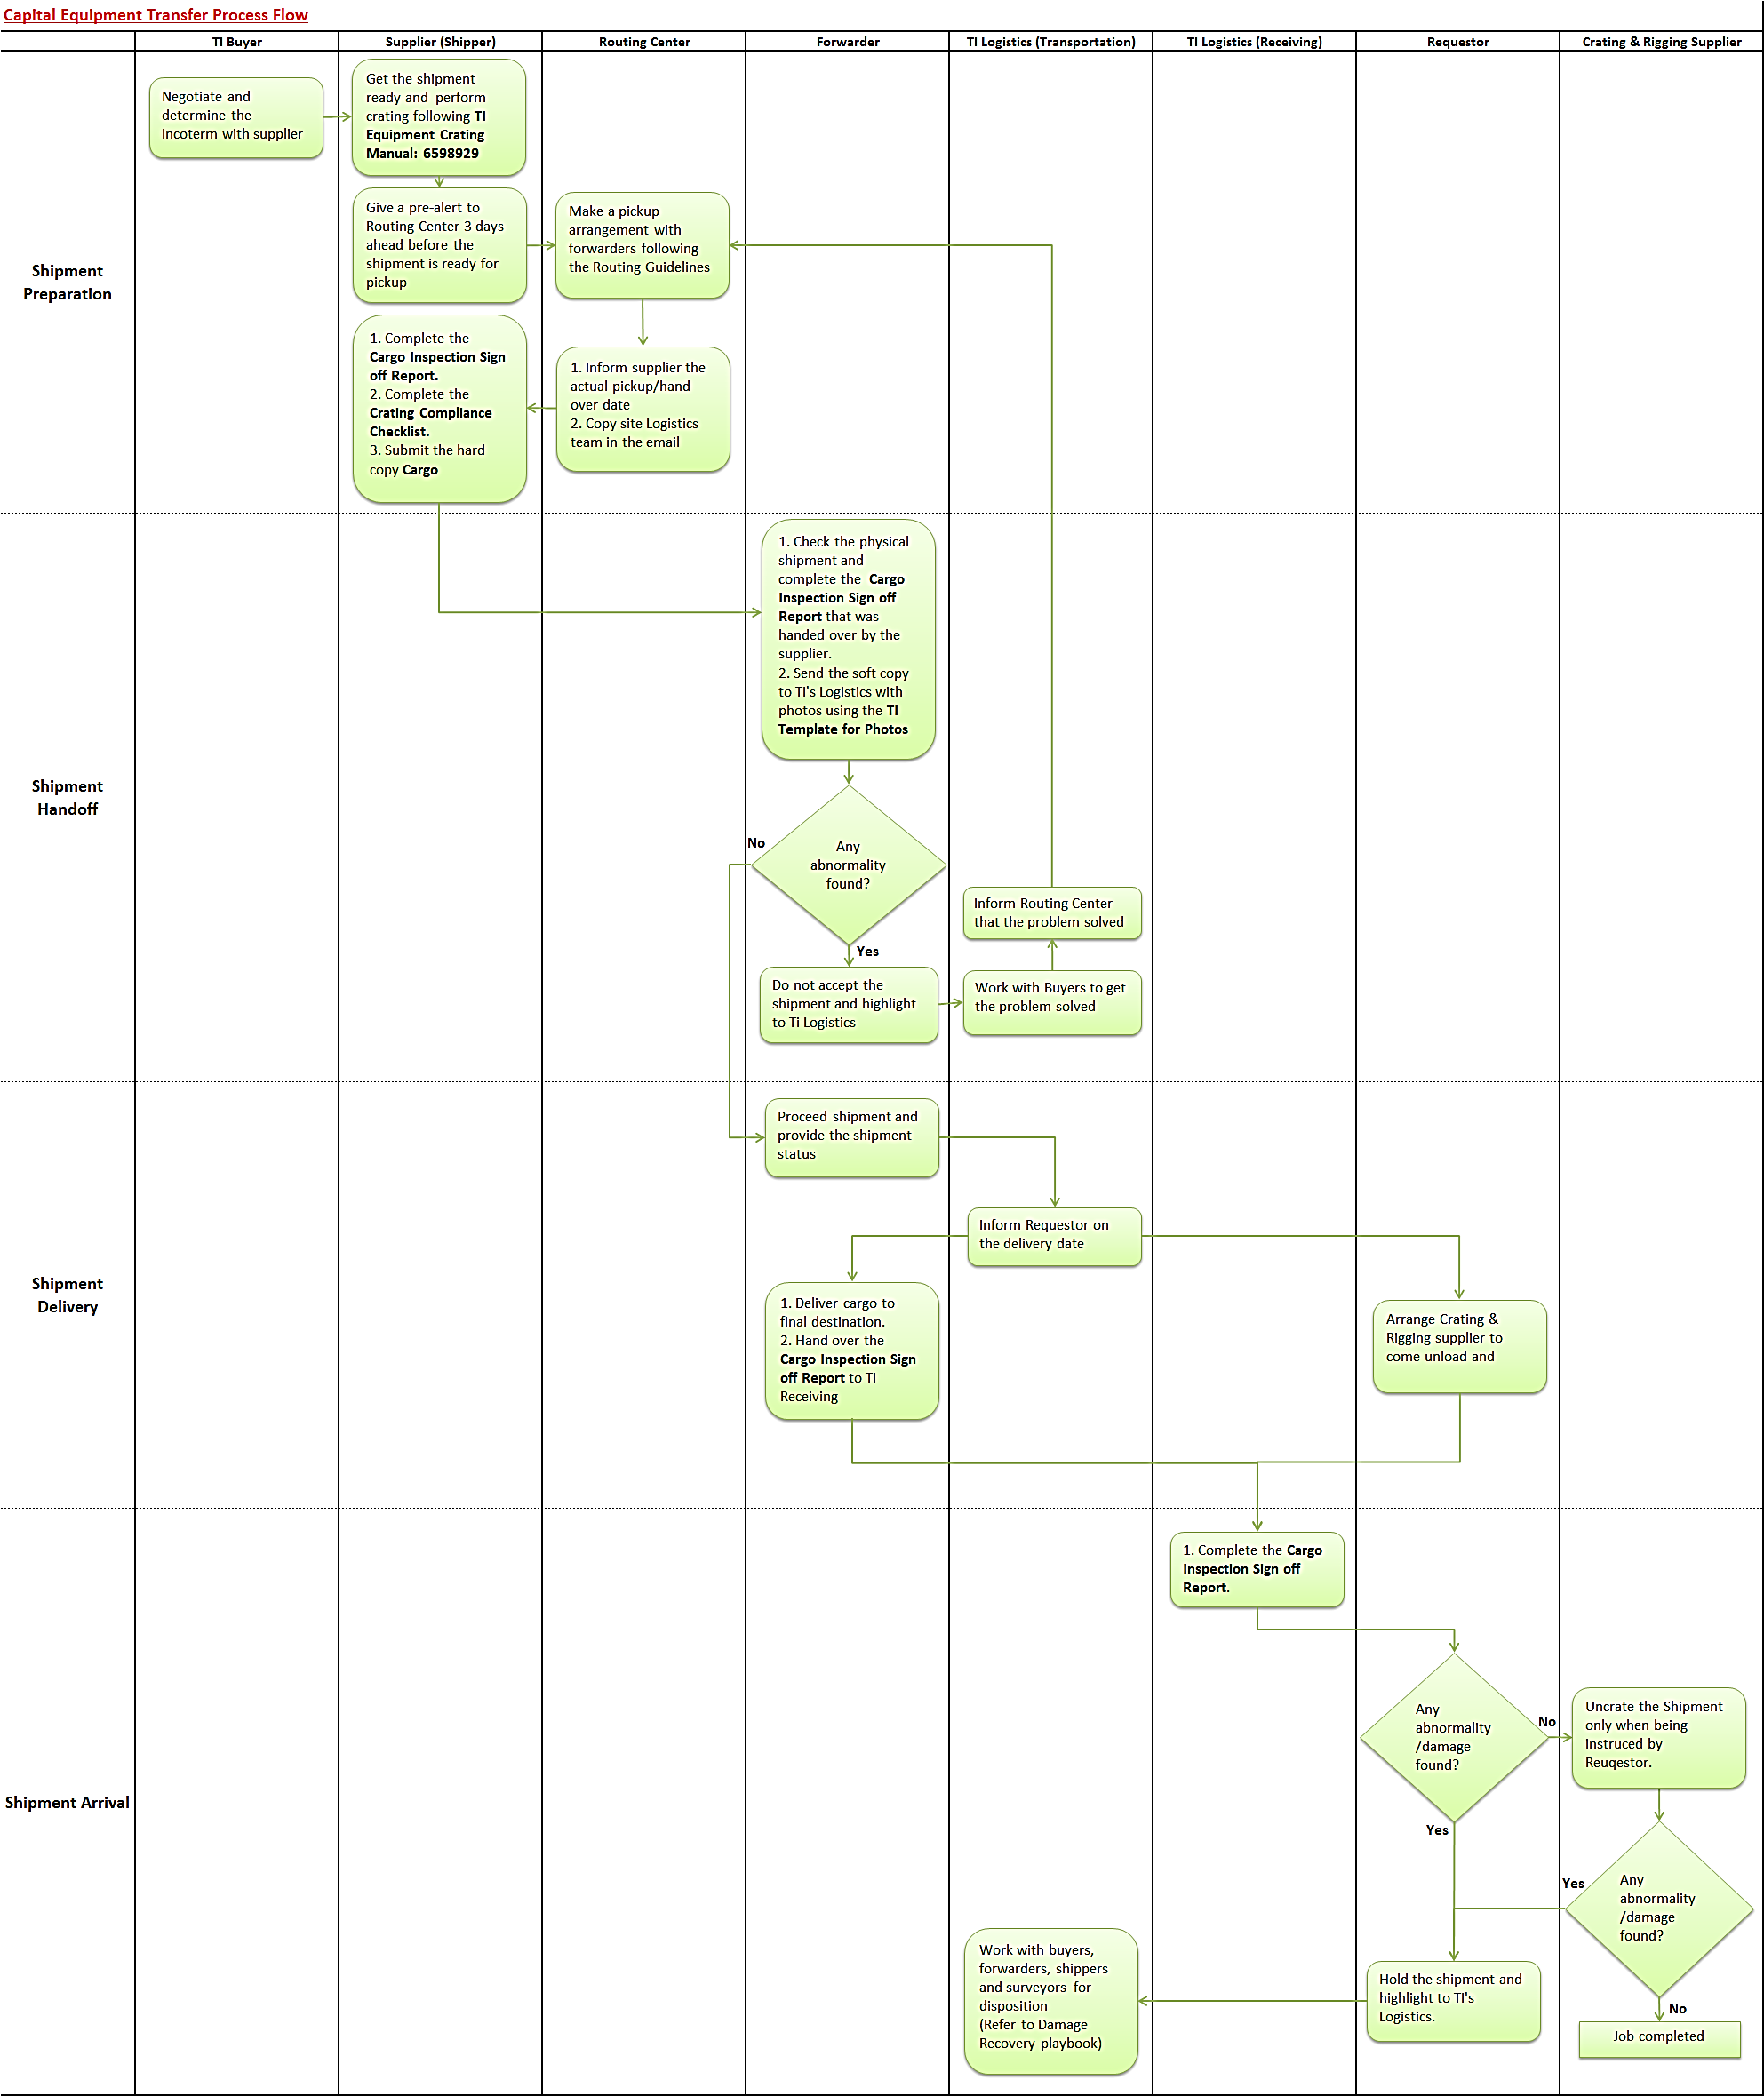 Capital Equipment Transfer Process Flow
TI Buyer
Supplier (Shipper)
Routing Center
Forwarder
TI Logistics (Transportation)
TI Logistics (Receiving)
Requestor
Crating & Rigging Supplier
Shipment
Preparation
Negotiate and
determine the
Incoterm with supplier
Get the shipment
ready and perform
crating following TI
Equipment Crating
Manual: 6598929
Give a pre-alert to
Routing Center 3 days
ahead before the
shipment is ready for
pickup
Make a pickup
arrangement with
forwarders following
the Routing Guidelines
1. Inform supplier the
actual pickup/hand
over date
2. Copy site Logistics
team in the email
1. Complete the
Cargo Inspection Sign
off Report.
2. Complete the
Crating Compliance
Checklist.
3. Submit the hard
copy Cargo
Shipment
Handoff
1. Check the physical
shipment and
complete the Cargo
Inspection Sign off
Report that was
handed over by the
supplier.
2. Send the soft copy
to TI's Logistics with
photos using the TI
Template for Photos
No
Any
abnormality
found?
Yes
Do not accept the
shipment and highlight
to Ti Logistics
Work with Buyers to get
the problem solved
Inform Routing Center
that the problem solved
Shipment
Delivery
Proceed shipment and
provide the shipment
status
Inform Requestor on
the delivery date
1. Deliver cargo to
final destination.
2. Hand over the
Cargo Inspection Sign
off Report to TI
Receiving
Arrange Crating &
Rigging supplier to
come unload and
Shipment Arrival
1. Complete the Cargo
Inspection Sign off
Report.
Any
abnormality
/damage
found?
No
Yes
Uncrate the Shipment
only when being
instruced by
Reuqestor.
Yes
Any
abnormality
/damage
found?
No
Job completed
Hold the shipment and
highlight to TI's
Logistics.
Work with buyers,
forwarders, shippers
and surveyors for
disposition
(Refer to Damage
Recovery playbook)